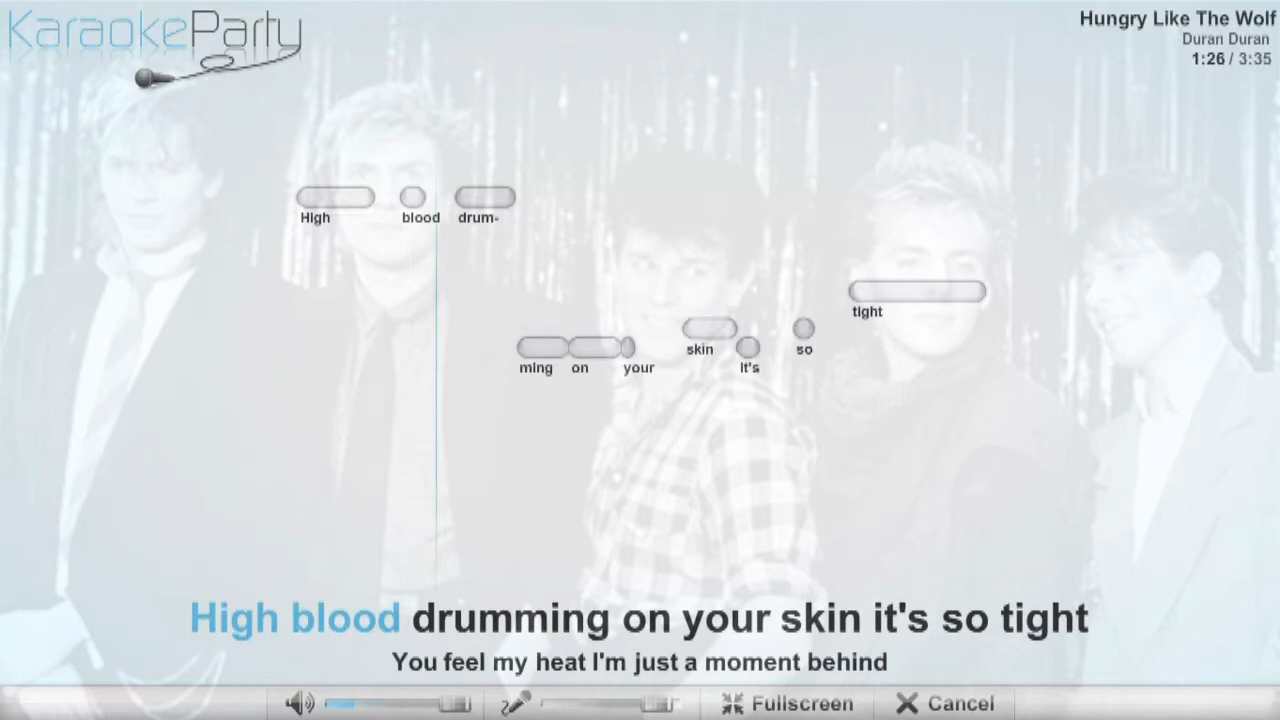 KaraokeParty
Hungry Like The Wolf
Duran Duran
1:26 / 3:35
High blood drum-
tight
skin so
ming on your it's
High blood drumming on your skin it's so tight
You feel my heat I'm just a moment behind
Fullscreen Cancel